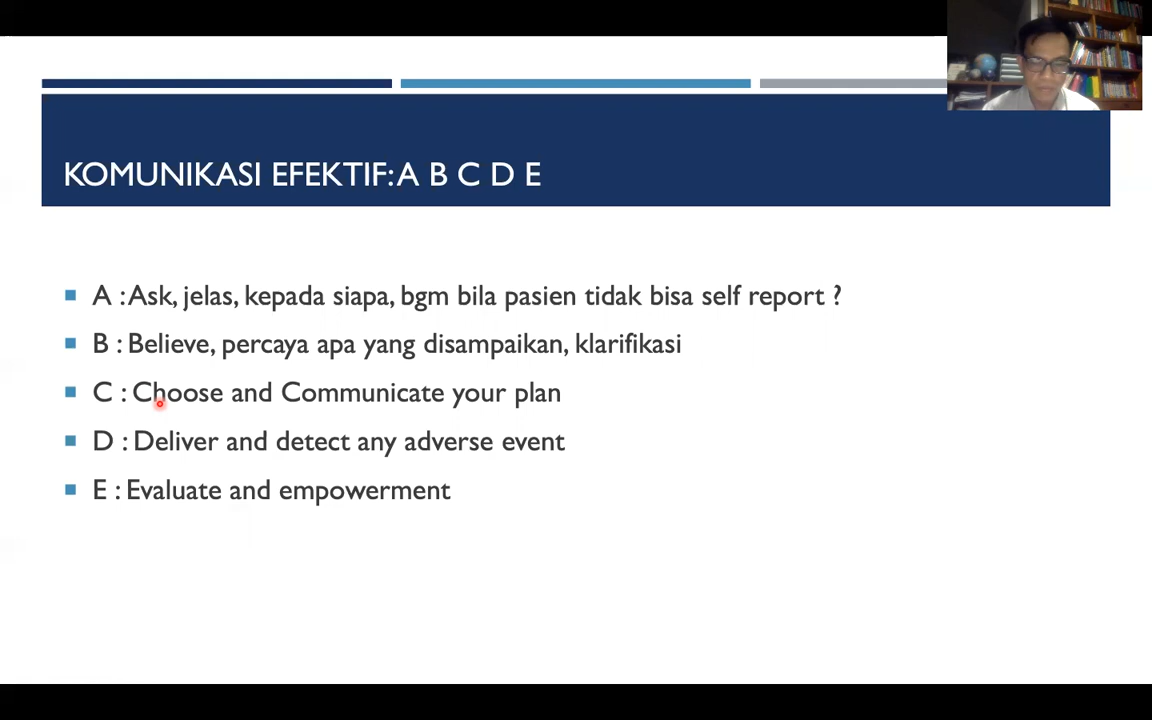 KOMUNIKASI EFEKTIF: A B C D E
A : Ask, jelas, kepada siapa, bgm bila pasien tidak bisa self report ?
B : Believe, percaya apa yang disampaikan, klarifikasi
C : Choose and Communicate your plan
D : Deliver and detect any adverse event
E : Evaluate and empowerment